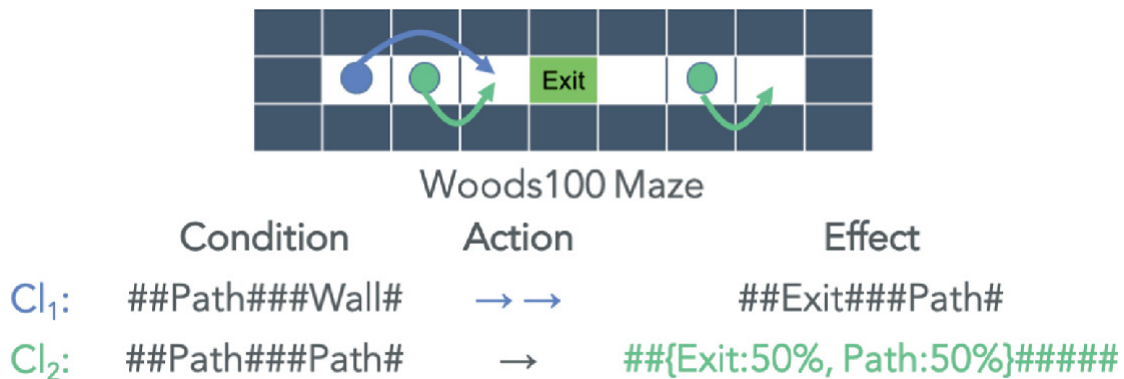 Exit
Woods100 Maze
Condition Action Effect
Cl₁: ##Path###Wall# →→ ##Exit###Path#
Cl₂: ##Path###Path# → ##{Exit:50%, Path:50%}#####